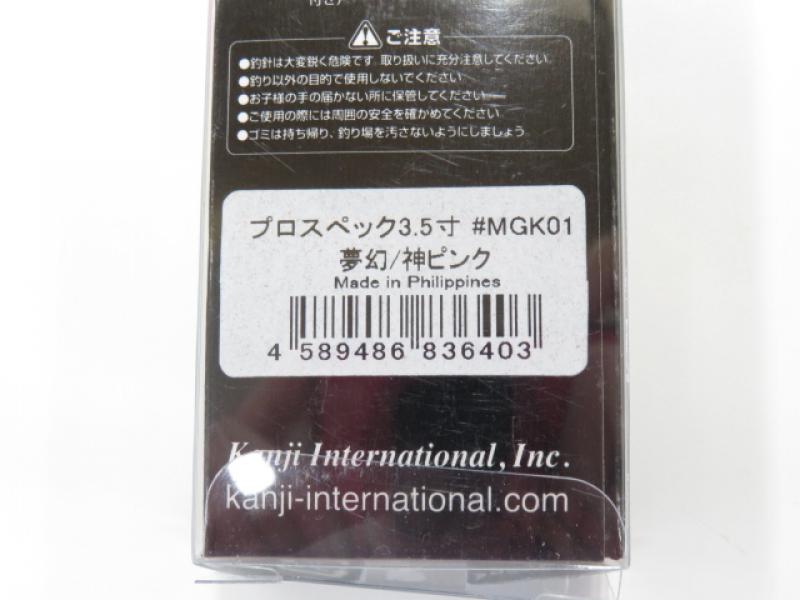 付セ
ご注意
●釣針は大変鋭く危険です。取り扱いに充分注意してください。
●釣り以外の目的で使用しないでください。
●お子様の手の届かない所に保管してください。
●ご使用の際には周囲の安全を確かめてください。
●ゴミは持ち帰り、釣り場を汚さないようにしましょう。
プロスペック3.5寸 #MGK01
夢幻/神ピンク
Made in Philippines
4 589486 836403
Kanji International, Inc.
kanji-international.com